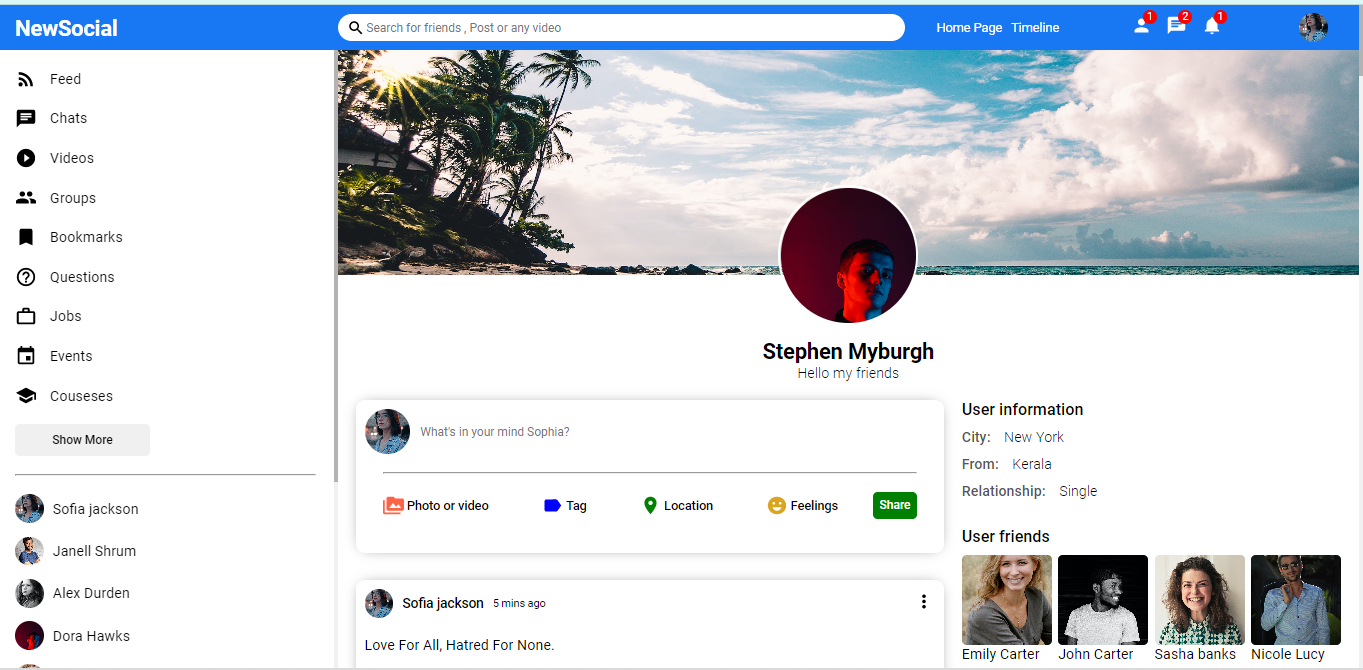 NewSocial
Search for friends , Post or any video
Home Page Timeline
1
2
1
Feed
Chats
Videos
Groups
Bookmarks
Questions
Jobs
Events
Couseses
Show More
Sofia jackson
Janell Shrum
Alex Durden
Dora Hawks
Stephen Myburgh
Hello my friends
What's in your mind Sophia?
Photo or video
Tag
Location
Feelings
Share
Sofia jackson 5 mins ago
Love For All, Hatred For None.
User information
City: New York
From: Kerala
Relationship: Single
User friends
Emily Carter
John Carter
Sasha banks
Nicole Lucy